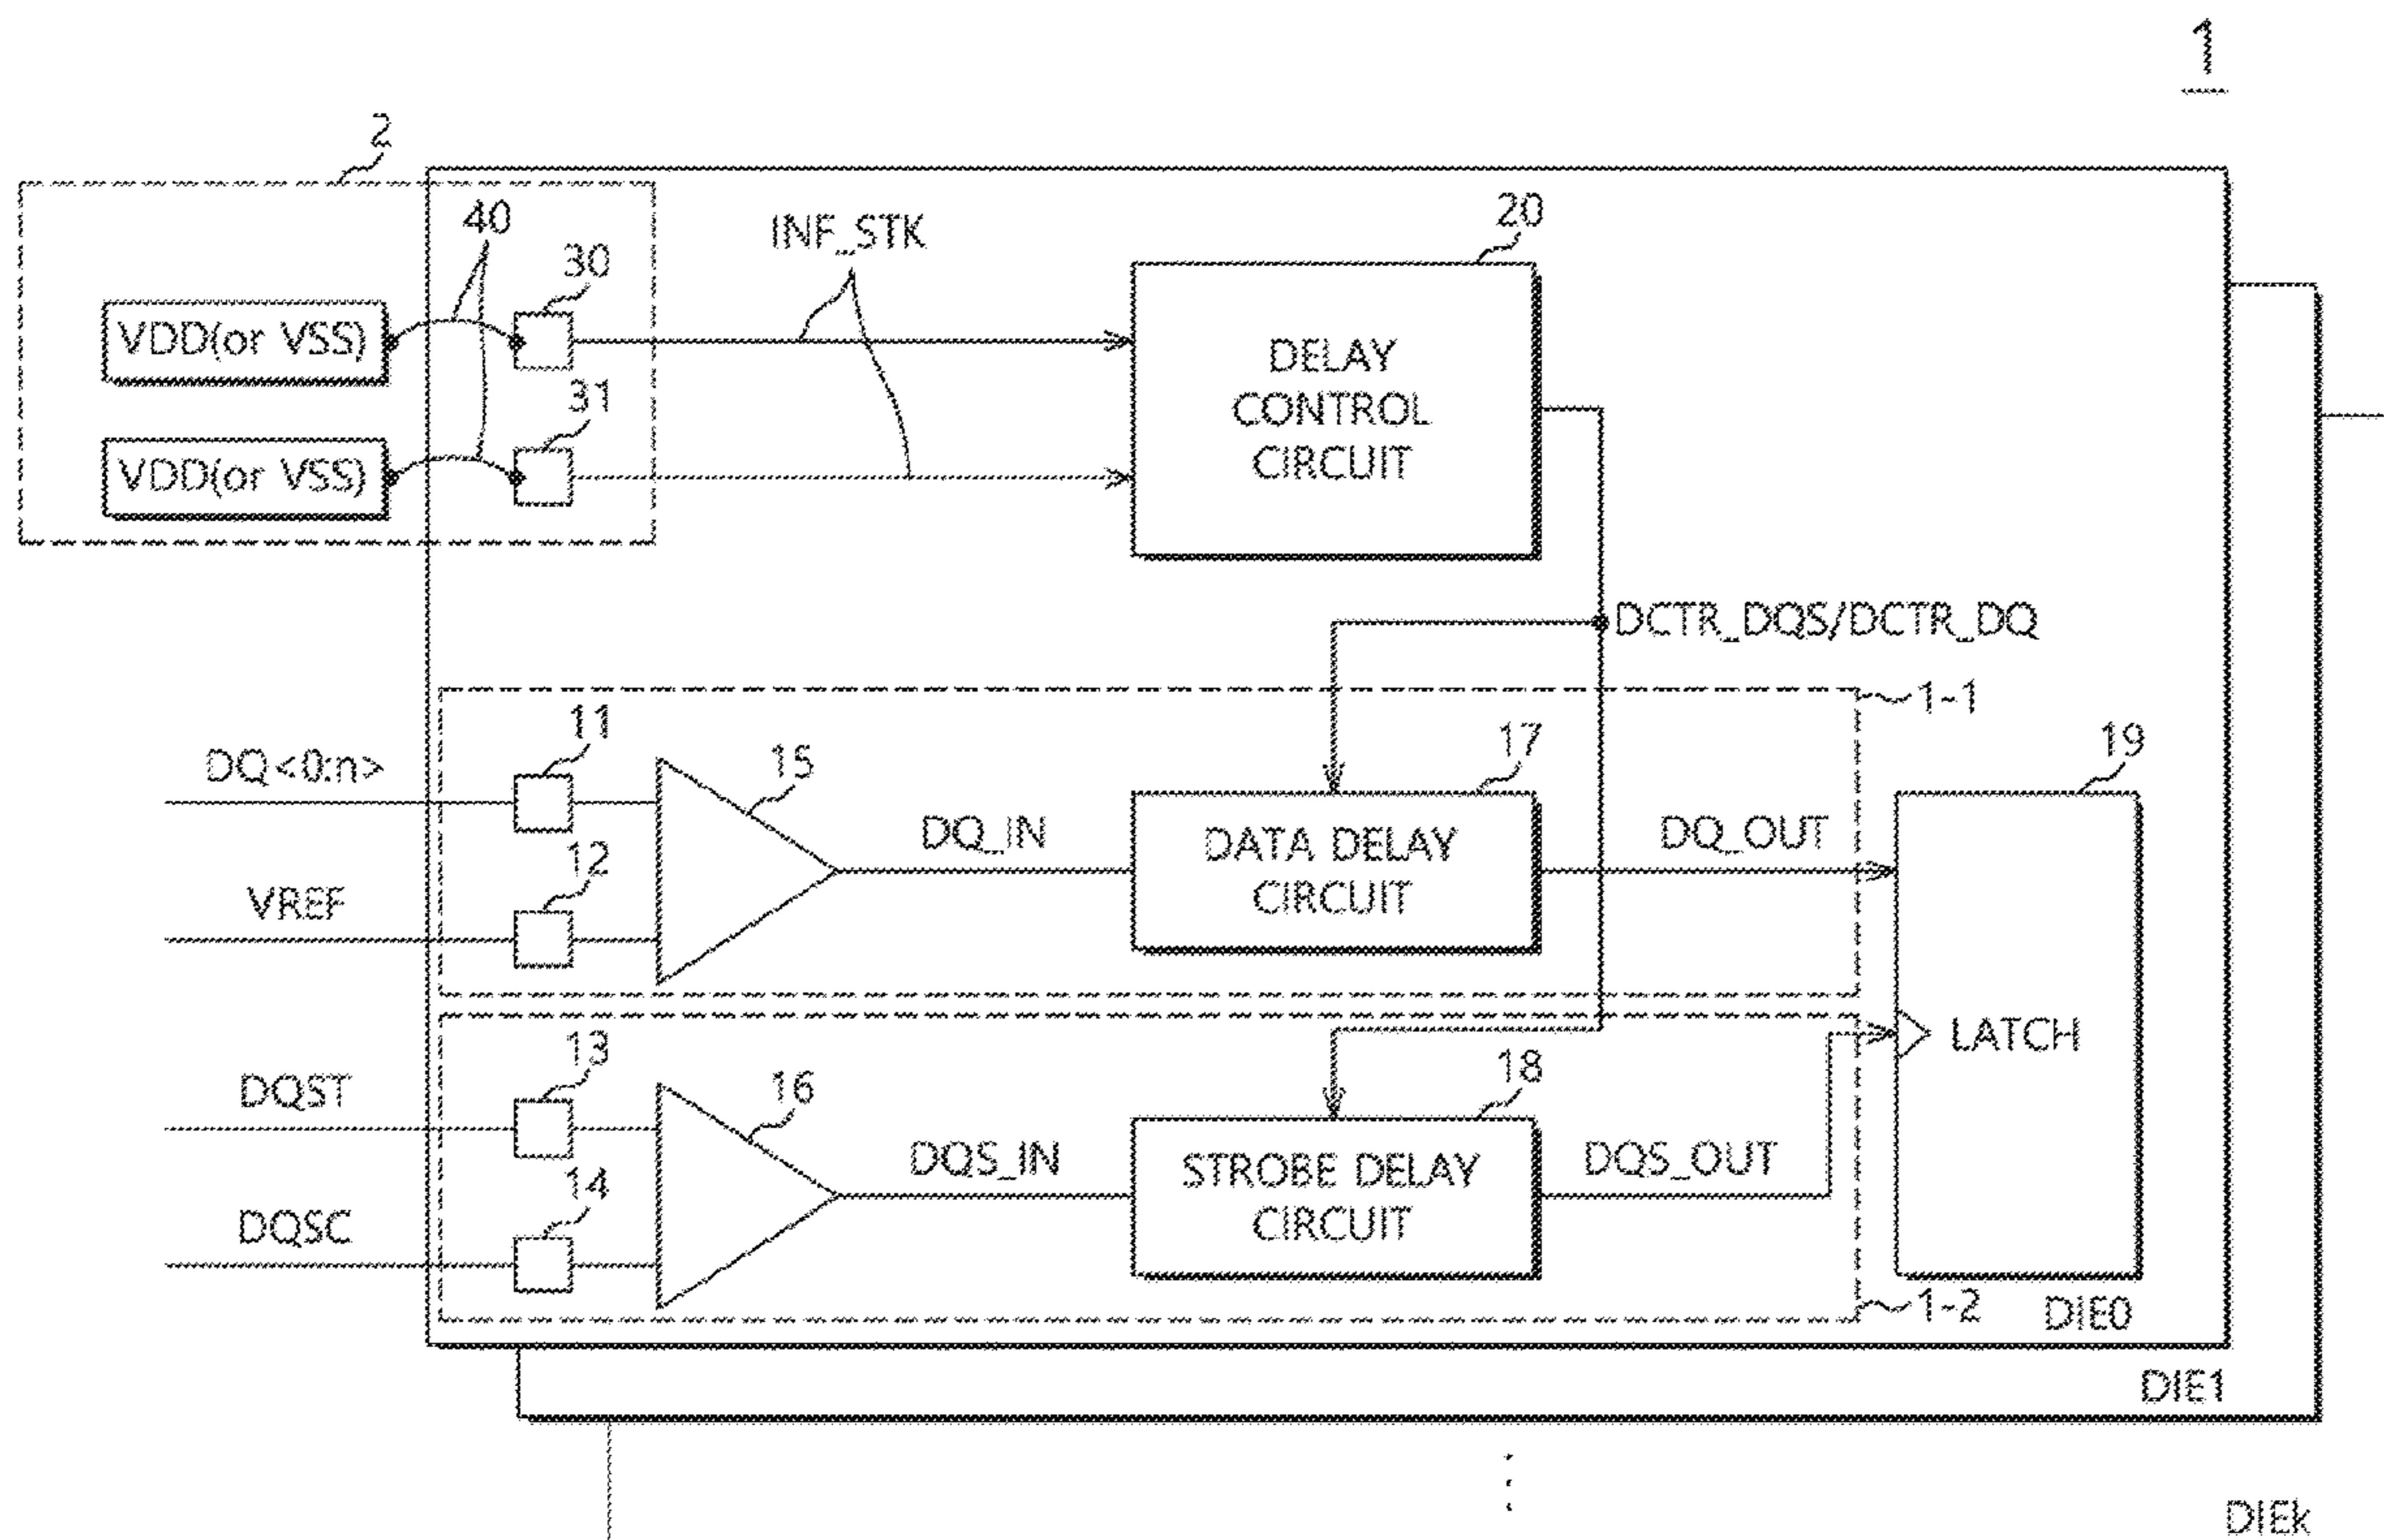 1
2
40
30
INF_STK
20
VDD(or VSS)
DELAY
CONTROL
CIRCUIT
31
VDD(or VSS)
DCTR_DQS/DCTR_DQ
1-1
11
DQ<0:n>
15
17
19
DQ_IN
DATA DELAY
CIRCUIT
DQ_OUT
12
VREF
LATCH
13
DQST
16
18
DQS_IN
STROBE DELAY
CIRCUIT
DQS_OUT
14
DQSC
1-2
DIE0
DIE1
DIEk